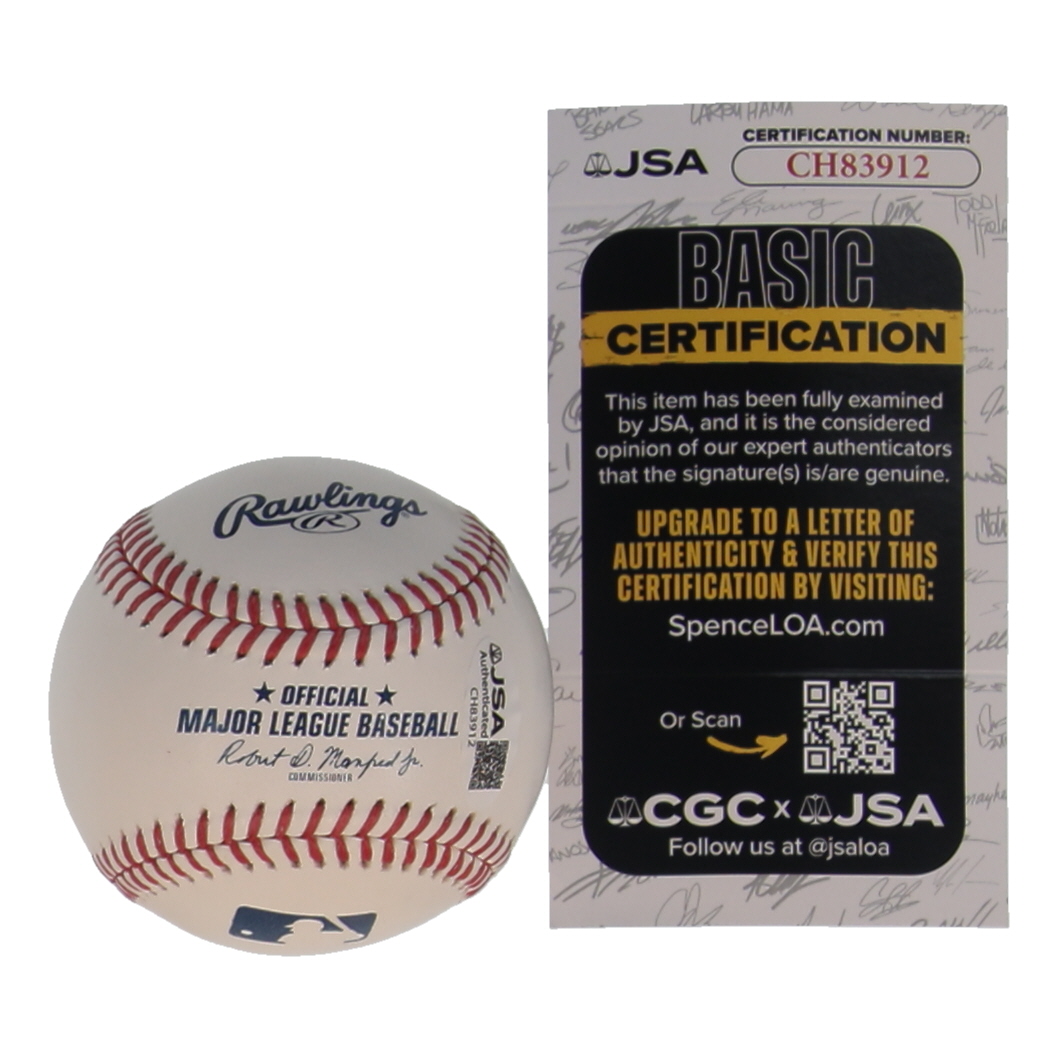 LARRY HAMA
JSA
CERTIFICATION NUMBER:
CH83912
BASIC
CERTIFICATION
This item has been fully examined
by JSA, and it is the considered
opinion of our expert authenticators
that the signature(s) is/are genuine.
UPGRADE TO A LETTER OF
AUTHENTICITY & VERIFY THIS
CERTIFICATION BY VISITING:
SpenceLOA.com
Or Scan
CGC x JSA
Follow us at @jsaloa
Rawlings
R
★ OFFICIAL ★
MAJOR LEAGUE BASEBALL
Robert D. Manfred Jr.
COMMISSIONER
JSA
Authenticated
CH83912